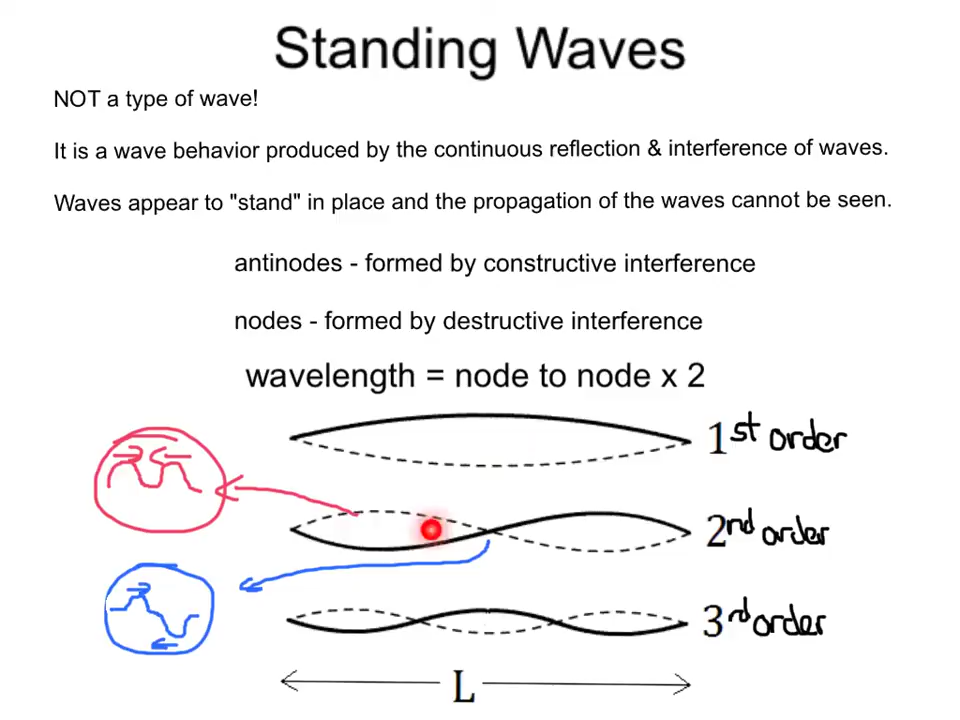 Standing Waves
NOT a type of wave!
It is a wave behavior produced by the continuous reflection & interference of waves.
Waves appear to "stand" in place and the propagation of the waves cannot be seen.
antinodes - formed by constructive interference
nodes - formed by destructive interference
wavelength = node to node x 2
1st order
2nd order
3rd order
L